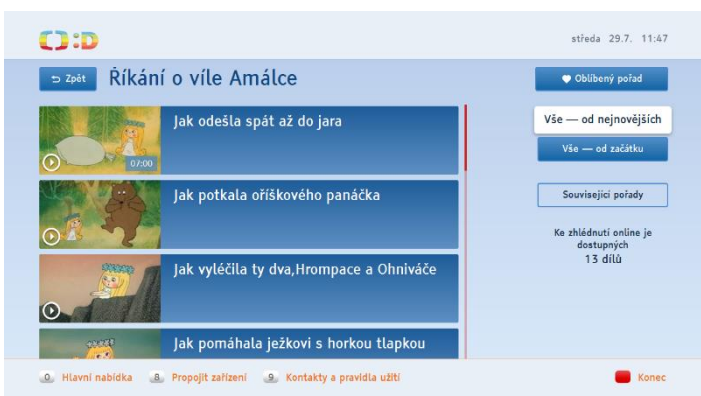 :D
středa 29.7. 11:47
Zpět
Říkání o víle Amálce
Oblíbený pořad
Jak odešla spát až do jara
07:00
Vše — od nejnovějších
Vše — od začátku
Jak potkala oříškového panáčka
Související pořady
Ke zhlédnutí online je
dostupných
13 dílů
Jak vyléčila ty dva,Hrompace a Ohniváče
Jak pomáhala ježkovi s horkou tlapkou
0 Hlavní nabídka 8 Propojit zařízení 9 Kontakty a pravidla užití Konec